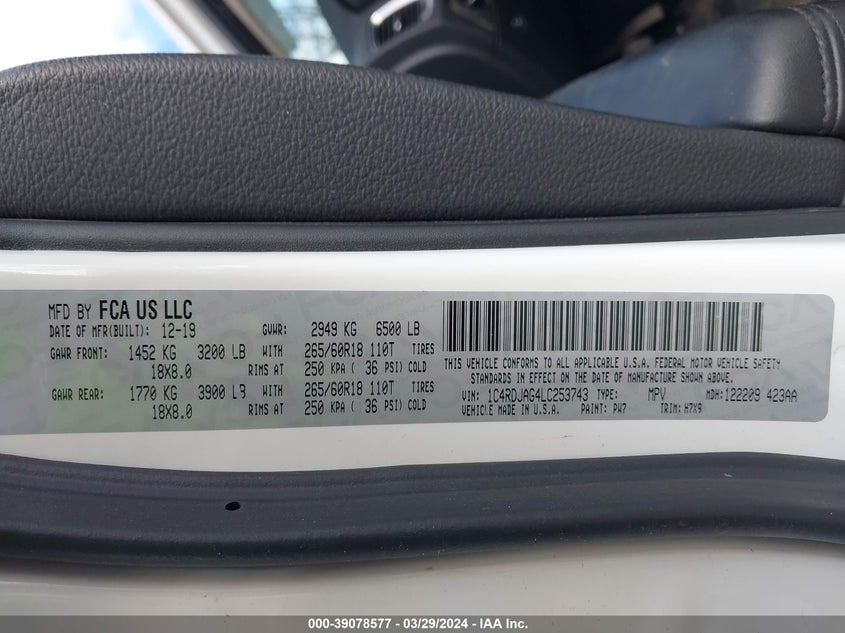 MFD BY FCA US LLC
DATE OF MFR(BUILT): 12-19 GVWR: 2949 KG 6500 LB
GAWR FRONT: 1452 KG 3200 LB WITH 265/60R18 110T TIRES
18X8.0 RIMS AT 250 KPA ( 36 PSI) COLD
GAWR REAR: 1770 KG 3900 LB WITH 265/60R18 110T TIRES
18X8.0 RIMS AT 250 KPA ( 36 PSI) COLD
THIS VEHICLE CONFORMS TO ALL APPLICABLE U.S.A. FEDERAL MOTOR VEHICLE SAFETY
STANDARDS IN EFFECT ON THE DATE OF MANUFACTURE SHOWN ABOVE.
VIN: 1C4RDJAG4LC253743 TYPE: MPV MDH: 122209 423AA
VEHICLE MADE IN U.S.A. PAINT: PW7 TRIM: H7X9
000-39078577 - 03/29/2024 - IAA Inc.